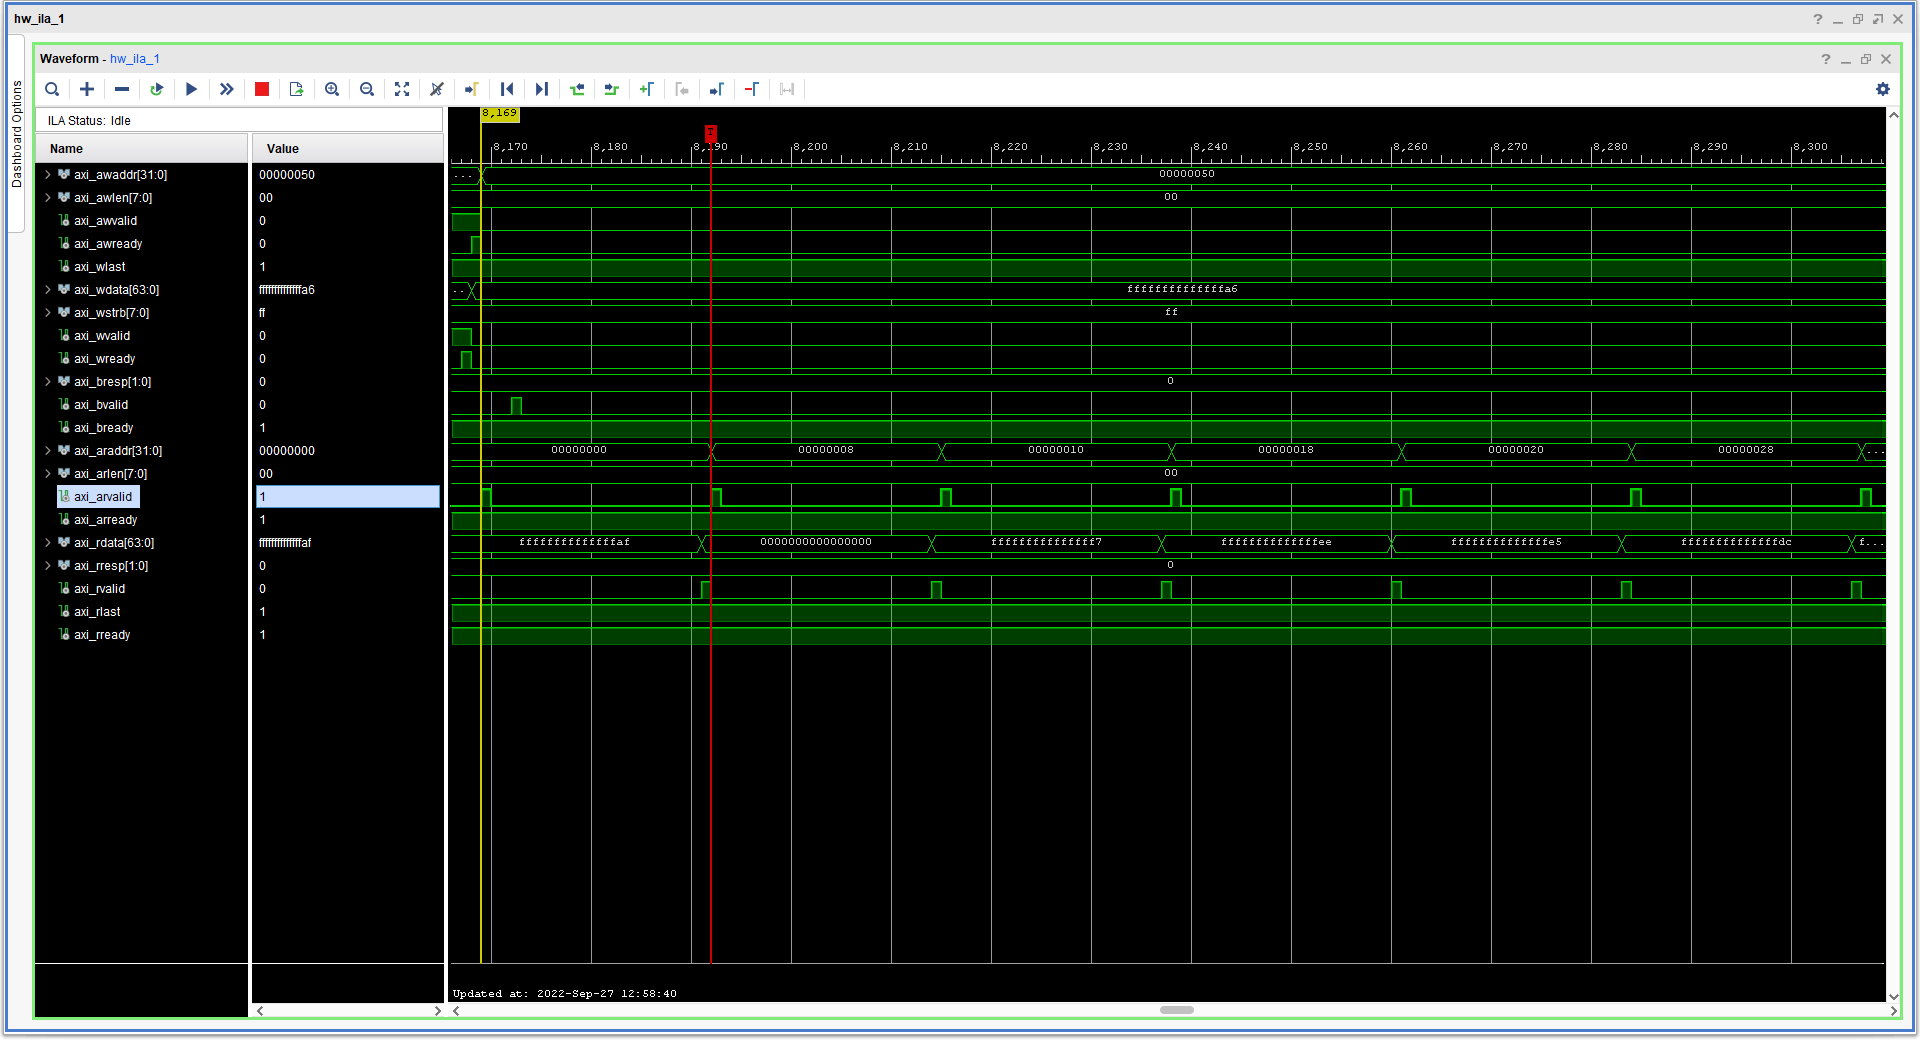 hw_ila_1
Dashboard Options
Waveform - hw_ila_1
ILA Status: Idle
Name Value
8,169
T
8,170 8,180 8,190 8,200 8,210 8,220 8,230 8,240 8,250 8,260 8,270 8,280 8,290 8,300
axi_awaddr[31:0] 00000050 ... 00000050
axi_awlen[7:0] 00 00
axi_awvalid 0
axi_awready 0
axi_wlast 1
axi_wdata[63:0] ffffffffffffffa6 .. ffffffffffffffa6
axi_wstrb[7:0] ff ff
axi_wvalid 0
axi_wready 0
axi_bresp[1:0] 0 0
axi_bvalid 0
axi_bready 1
axi_araddr[31:0] 00000000 00000000 00000008 00000010 00000018 00000020 00000028 ...
axi_arlen[7:0] 00 00
axi_arvalid 1
axi_arready 1
axi_rdata[63:0] ffffffffffffffaf ffffffffffffffaf 0000000000000000 fffffffffffffff7 ffffffffffffffee ffffffffffffffe5 ffffffffffffffdc f...
axi_rresp[1:0] 0 0
axi_rvalid 0
axi_rlast 1
axi_rready 1
Updated at: 2022-Sep-27 12:58:40